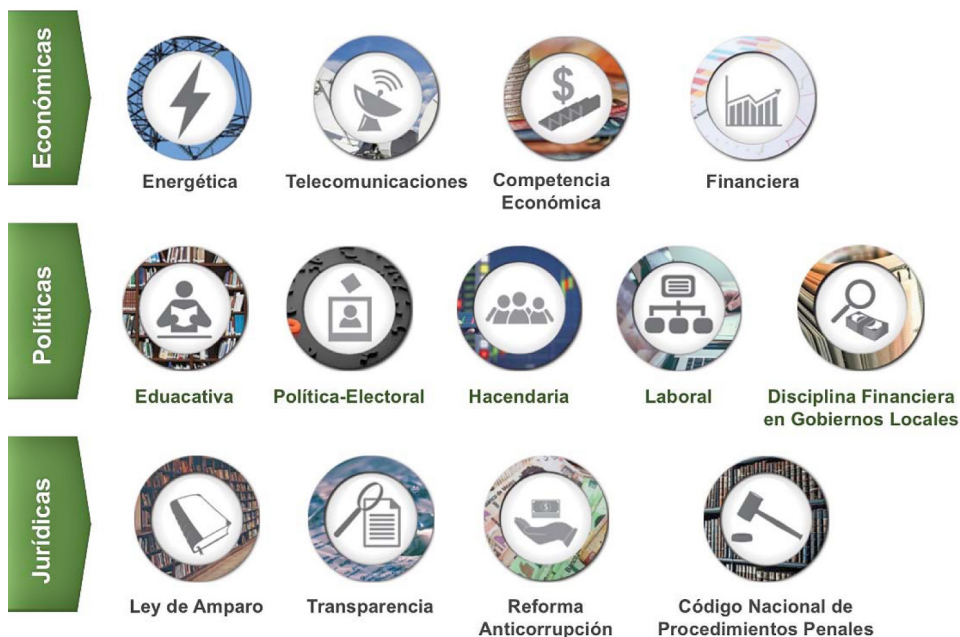 Económicas
Energética
Telecomunicaciones
Competencia
Económica
Financiera
Políticas
Eduacativa
Política-Electoral
Hacendaria
Laboral
Disciplina Financiera
en Gobiernos Locales
Jurídicas
Ley de Amparo
Transparencia
Reforma
Anticorrupción
Código Nacional de
Procedimientos Penales